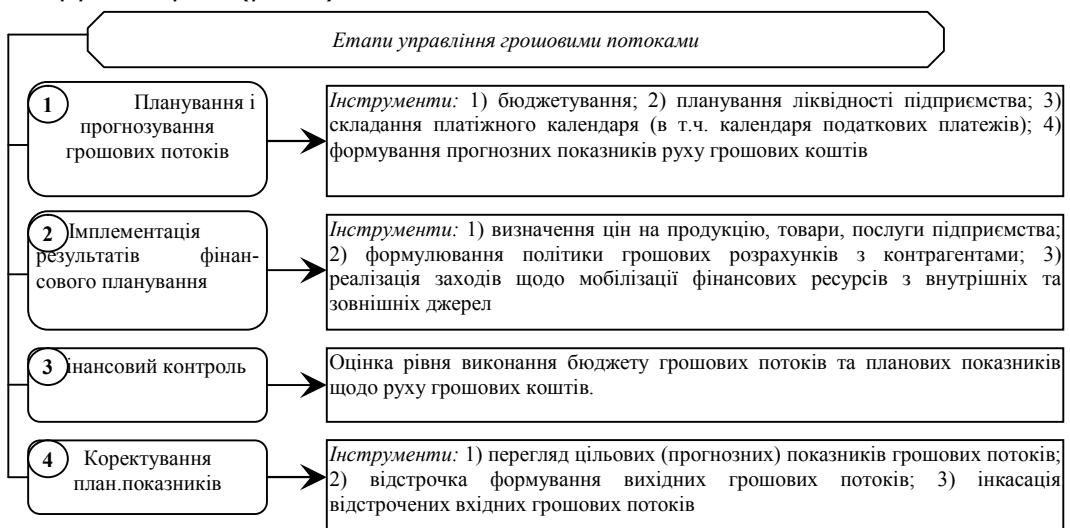 Етапи управління грошовими потоками
1 Планування і
прогнозування
грошових потоків
Інструменти: 1) бюджетування; 2) планування ліквідності підприємства; 3)
складання платіжного календаря (в т.ч. календаря податкових платежів); 4)
формування прогнозних показників руху грошових коштів
2 Імплементація
результатів фінан-
сового планування
Інструменти: 1) визначення цін на продукцію, товари, послуги підприємства;
2) формулювання політики грошових розрахунків з контрагентами; 3)
реалізація заходів щодо мобілізації фінансових ресурсів з внутрішніх та
зовнішніх джерел
3 інансовий контроль
Оцінка рівня виконання бюджету грошових потоків та планових показників
щодо руху грошових коштів.
4 Коректування
план.показників
Інструменти: 1) перегляд цільових (прогнозних) показників грошових потоків;
2) відстрочка формування вихідних грошових потоків; 3) інкасація
відстрочених вхідних грошових потоків